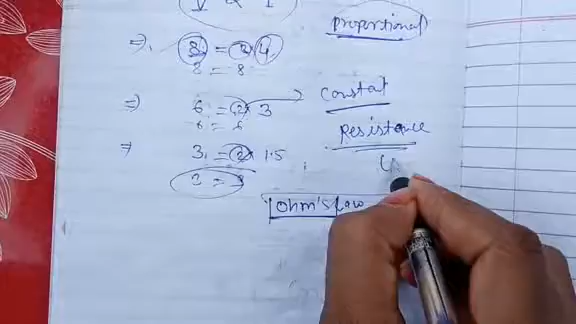 V α I
proportional
⇒ 8 = 2 4
8 = 8
⇒ 6 = 2 3
6 = 6
Constat
Resistance
⇒ 3 = 2 1.5
3 = 3
Ohm's law